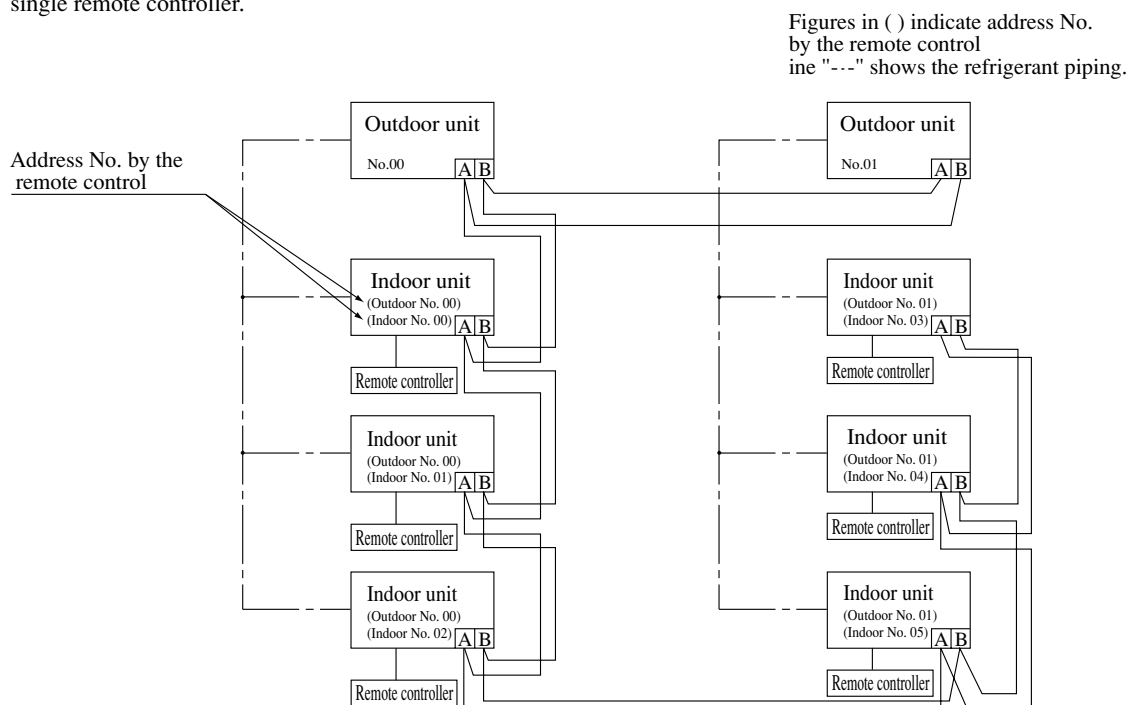 single remote controller.
Figures in ( ) indicate address No.
by the remote control
ine "-·-·-" shows the refrigerant piping.
Address No. by the
remote control
Outdoor unit
No.00
A B
Outdoor unit
No.01
A B
Indoor unit
(Outdoor No. 00)
(Indoor No. 00)
A B
Remote controller
Indoor unit
(Outdoor No. 01)
(Indoor No. 03)
A B
Remote controller
Indoor unit
(Outdoor No. 00)
(Indoor No. 01)
A B
Remote controller
Indoor unit
(Outdoor No. 01)
(Indoor No. 04)
A B
Remote controller
Indoor unit
(Outdoor No. 00)
(Indoor No. 02)
A B
Remote controller
Indoor unit
(Outdoor No. 01)
(Indoor No. 05)
A B
Remote controller